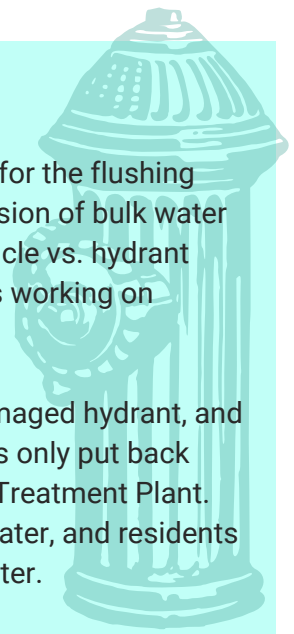 for the flushing
sion of bulk water
cle vs. hydrant
s working on
maged hydrant, and
s only put back
Treatment Plant.
ater, and residents
ter.